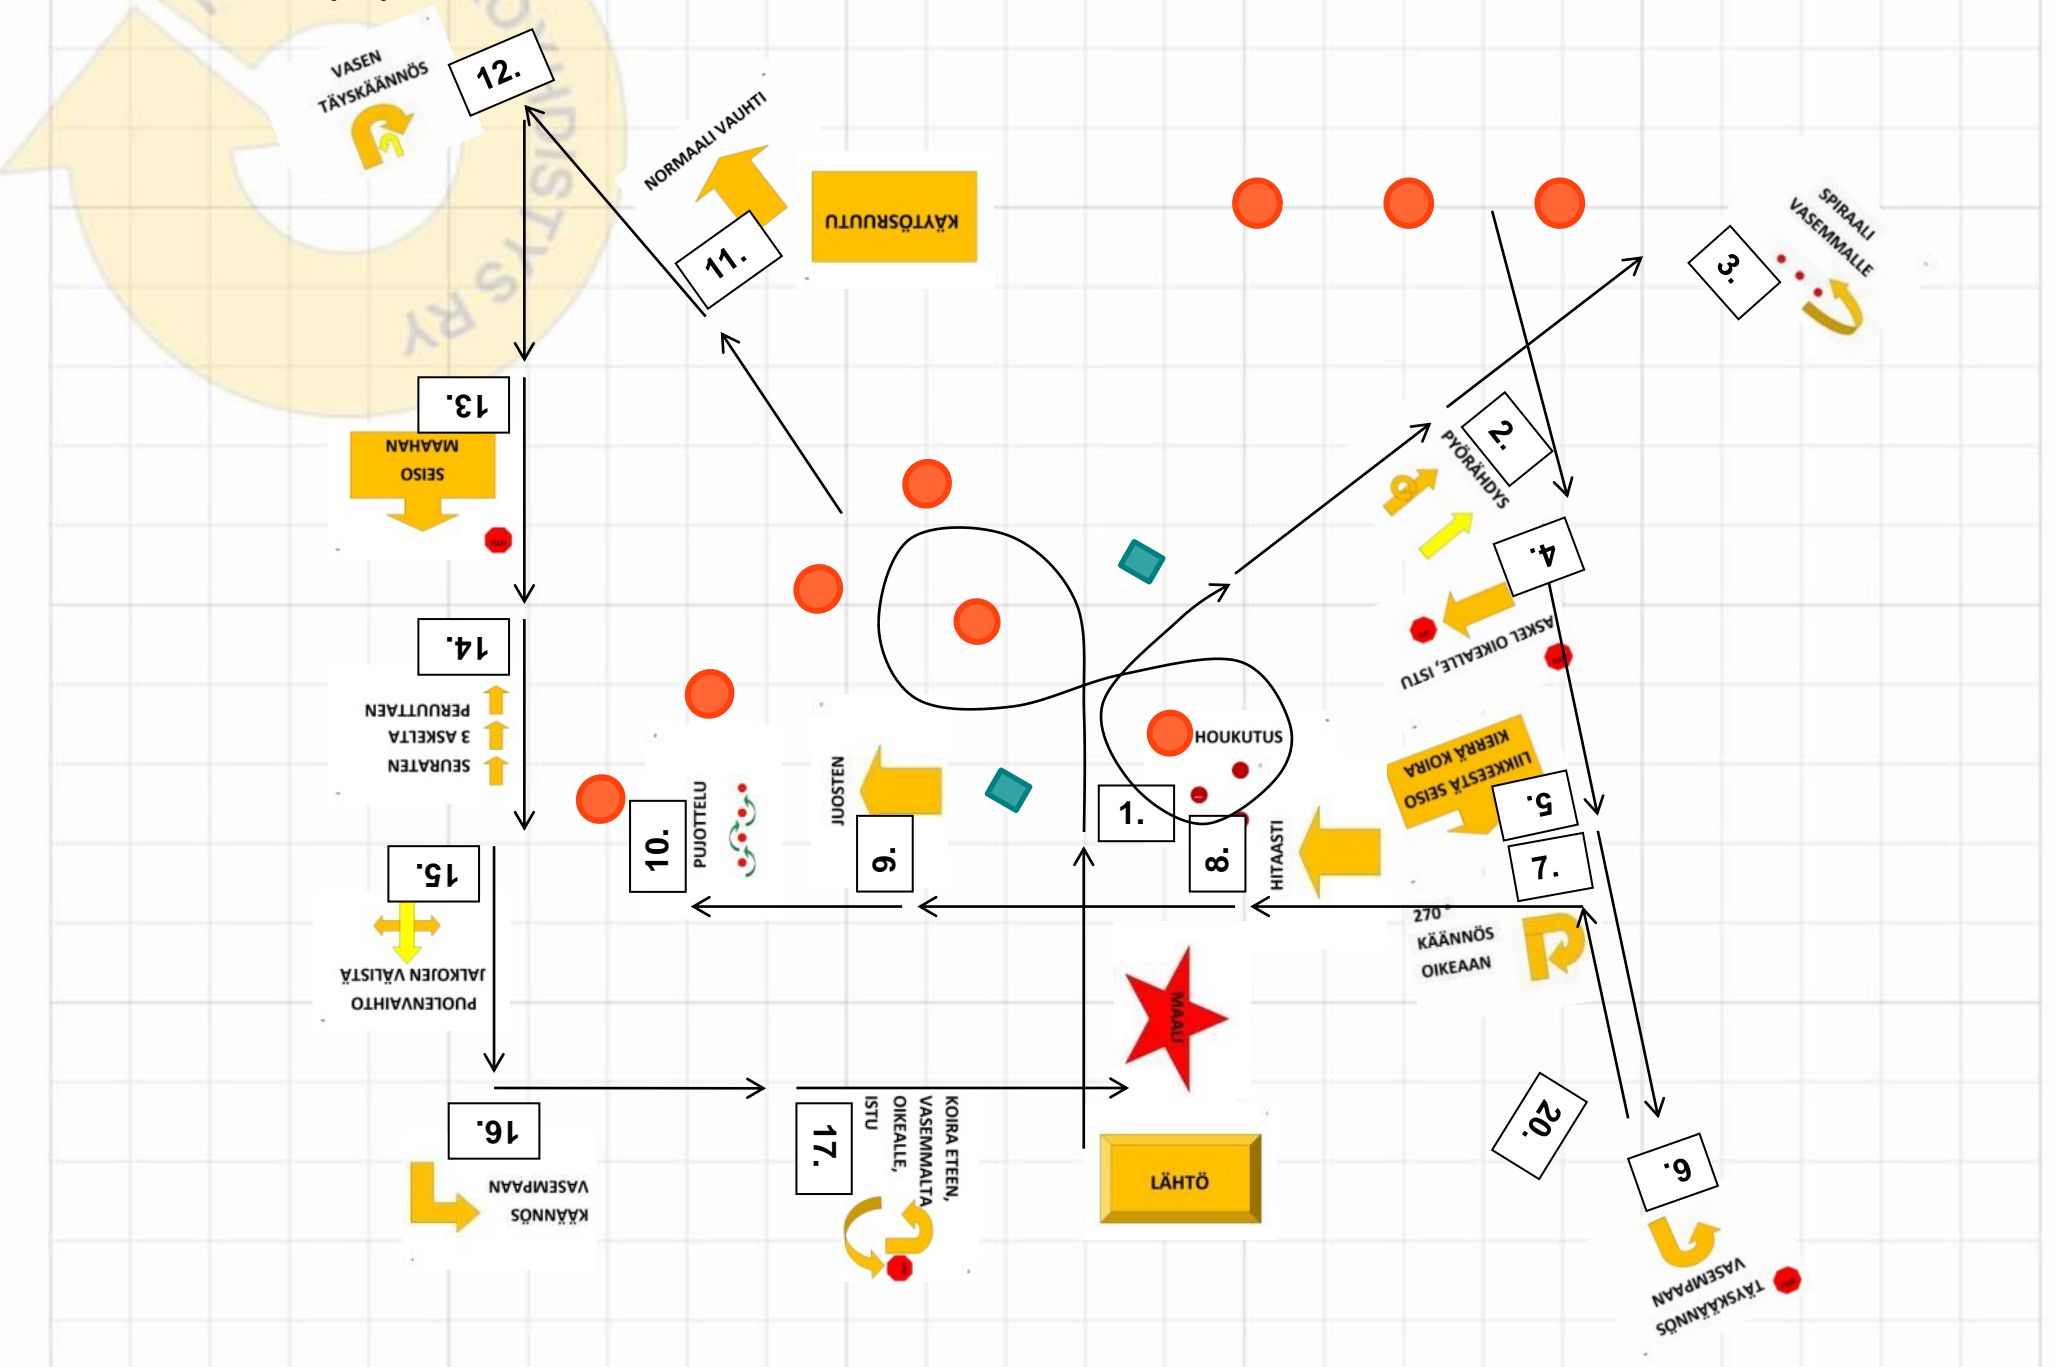 VASEN
TÄYSKÄÄNNÖS
12.
NORMAALI VAUHTI
11.
KÄYTÖSRUUTU
SPIRAALI
VASEMMALLE
3.
YHDISTYS RY
2.
PYÖRÄHDYS
13.
SEISO
MAAHAN
4.
ASKEL OIKEALLE, ISTU
14.
SEURATEN
3 ASKELTA
PERUUTTAEN
LIIKKEESTÄ SEISO
KIERRÄ KOIRA
5.
HOUKUTUS
1.
JUOSTEN
9.
PUJOTTELU
10.
8.
HITAASTI
7.
270°
KÄÄNNÖS
OIKEAAN
15.
PUOLENVAIHTO
JALKOJEN VÄLISTÄ
MAALI
16.
KÄÄNNÖS
VASEMPAAN
17.
KOIRA ETEEN,
VASEMMALTA
OIKEALLE,
ISTU
LÄHTÖ
20.
6.
TÄYSKÄÄNNÖS
VASEMPAAN